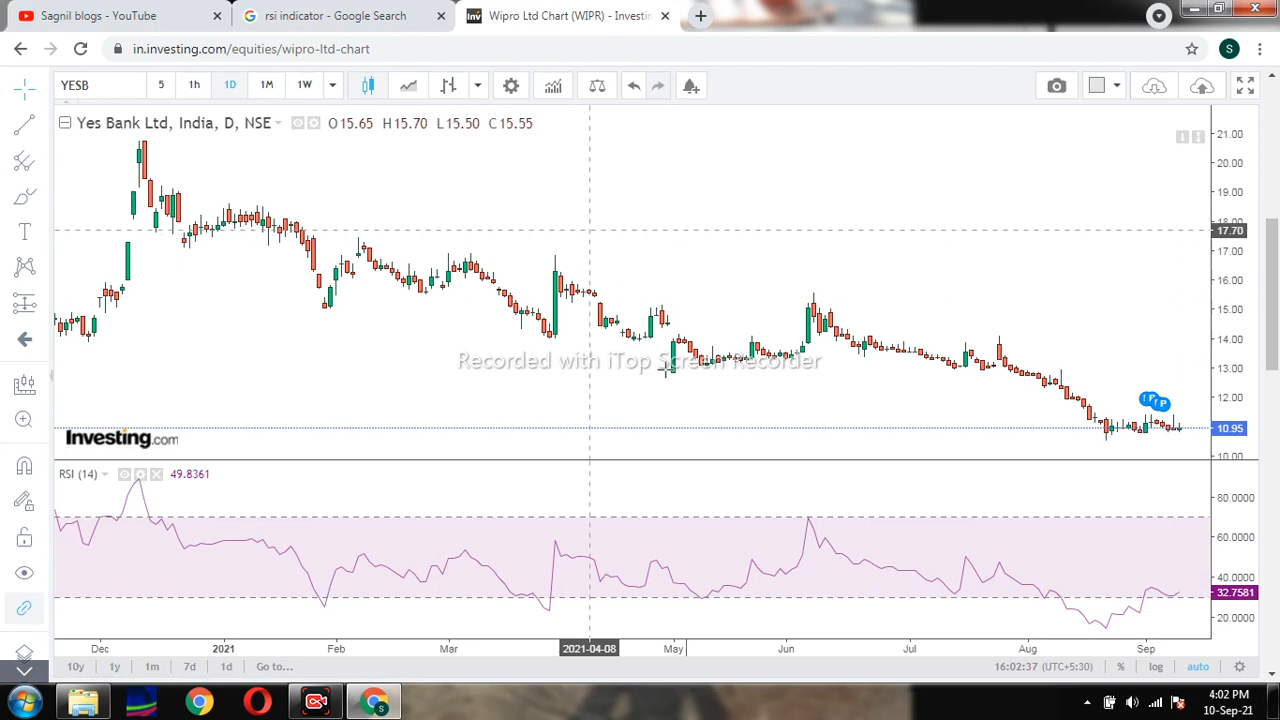 Sagnil blogs - YouTube
rsi indicator - Google Search
Inv Wipro Ltd Chart (WIPR) - Investin
in.investing.com/equities/wipro-ltd-chart
S
YESB
5 1h 1D 1M 1W
Yes Bank Ltd, India, D, NSE
O 15.65 H 15.70 L 15.50 C 15.55
21.00
20.00
19.00
18.00
17.70
17.00
16.00
15.00
14.00
13.00
12.00
10.95
10.00
T
Recorded with iTop Screen Recorder
P P
Investing.com
RSI (14) 49.8361
80.0000
60.0000
40.0000
32.7581
20.0000
Dec 2021 Feb Mar 2021-04-08 May Jun Jul Aug Sep
10y 1y 1m 7d 1d Go to...
16:02:37 (UTC+5:30) % log auto
S
4:02 PM
10-Sep-21